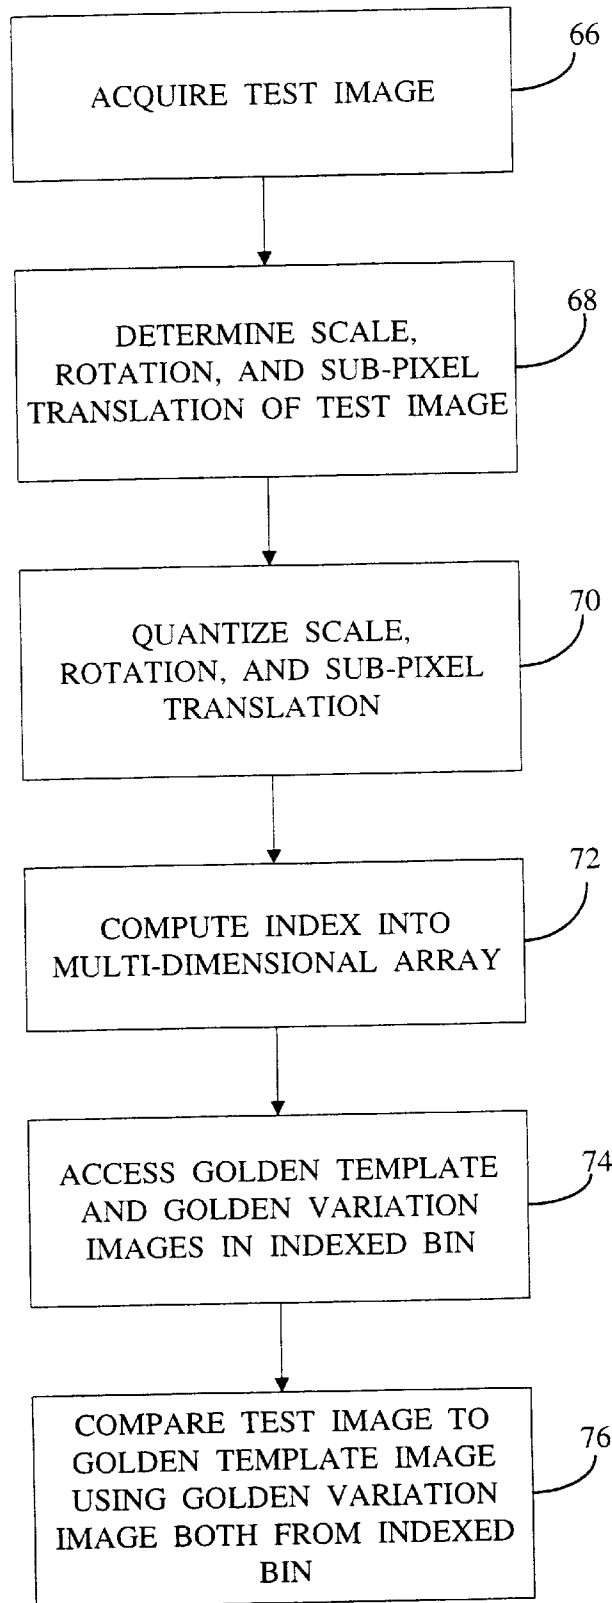 66
ACQUIRE TEST IMAGE
68
DETERMINE SCALE,
ROTATION, AND SUB-PIXEL
TRANSLATION OF TEST IMAGE
70
QUANTIZE SCALE,
ROTATION, AND SUB-PIXEL
TRANSLATION
72
COMPUTE INDEX INTO
MULTI-DIMENSIONAL ARRAY
74
ACCESS GOLDEN TEMPLATE
AND GOLDEN VARIATION
IMAGES IN INDEXED BIN
76
COMPARE TEST IMAGE TO
GOLDEN TEMPLATE IMAGE
USING GOLDEN VARIATION
IMAGE BOTH FROM INDEXED
BIN